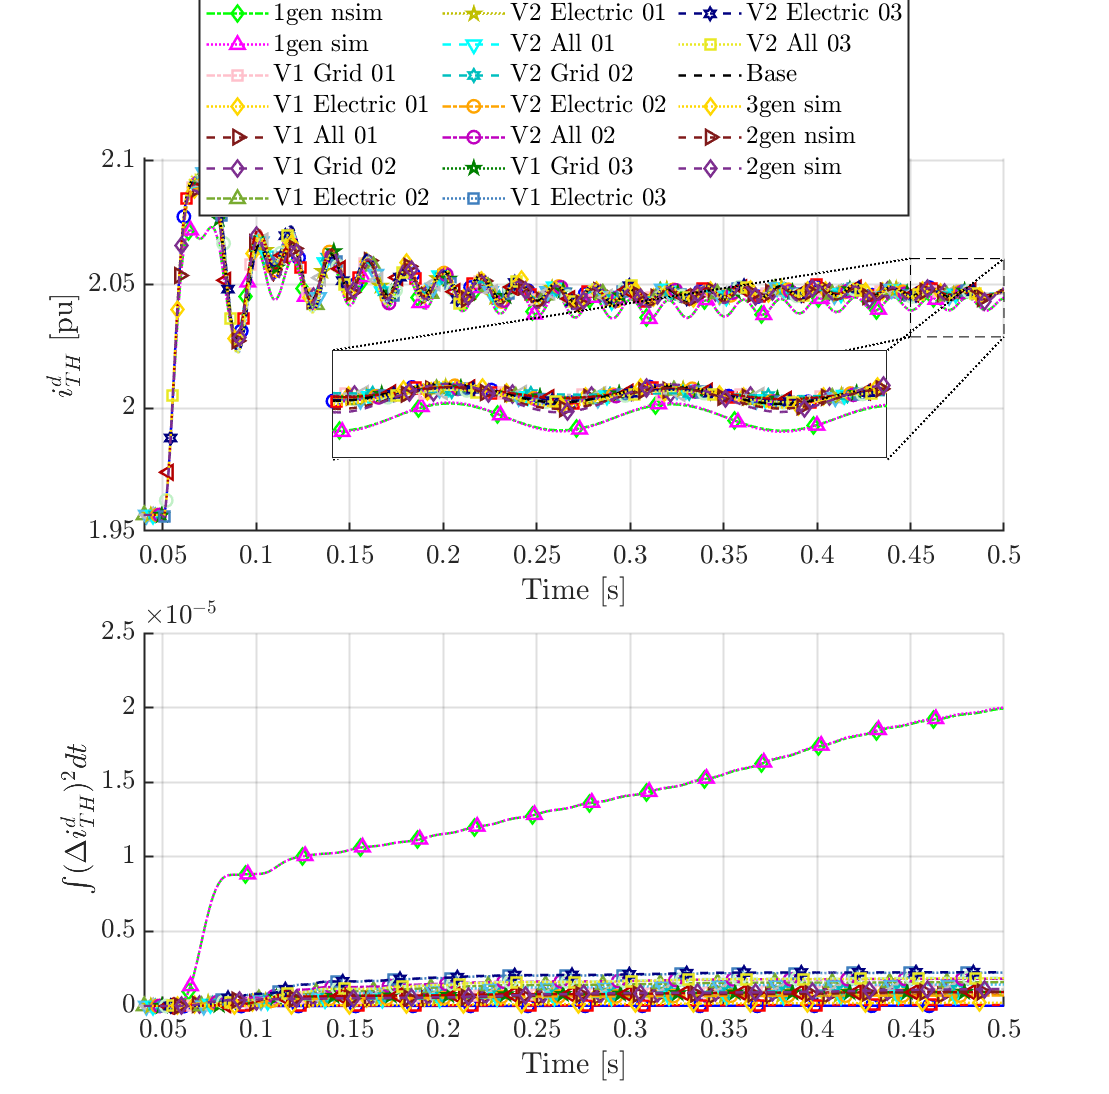 1gen nsim V2 Electric 01 V2 Electric 03
1gen sim V2 All 01 V2 All 03
V1 Grid 01 V2 Grid 02 Base
V1 Electric 01 V2 Electric 02 3gen sim
V1 All 01 V2 All 02 2gen nsim
V1 Grid 02 V1 Grid 03 2gen sim
V1 Electric 02 V1 Electric 03
2.1
2.05
2
1.95
i^d_{TH} [pu]
0.05 0.1 0.15 0.2 0.25 0.3 0.35 0.4 0.45 0.5
Time [s]
×10^{-5}
2.5
2
1.5
1
0.5
0
∫(Δi^d_{TH})^2dt
0.05 0.1 0.15 0.2 0.25 0.3 0.35 0.4 0.45 0.5
Time [s]